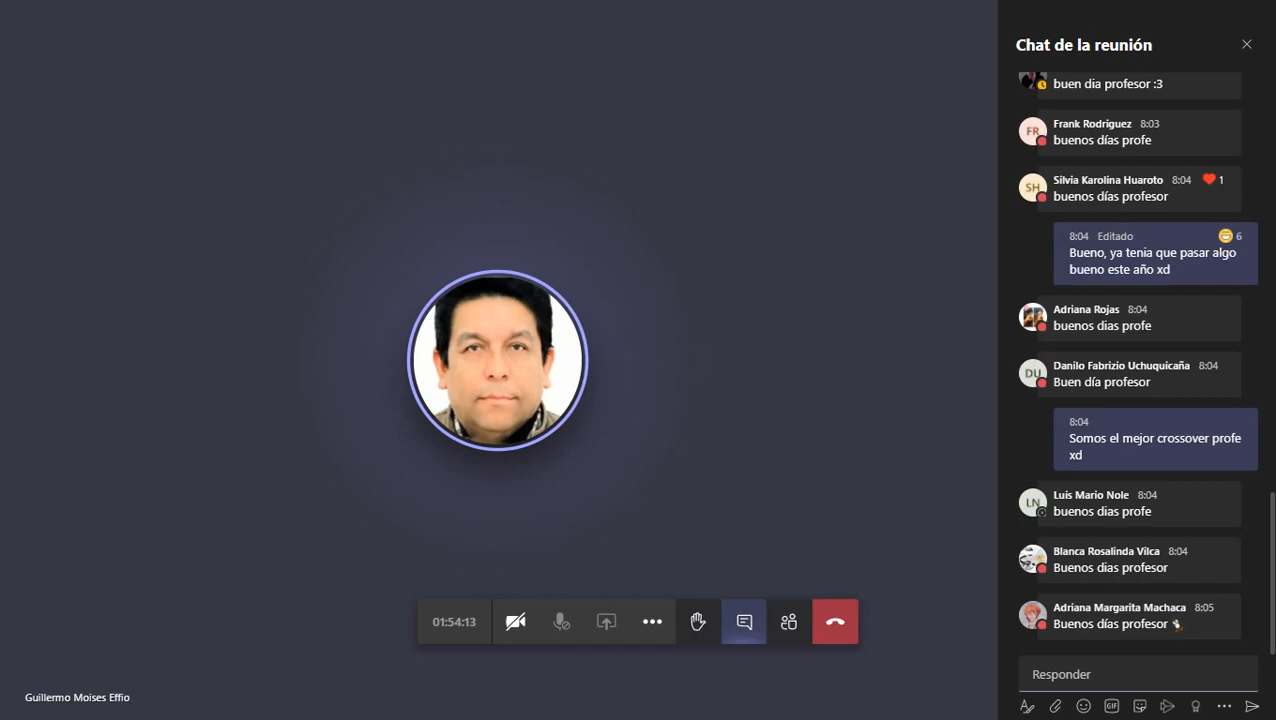 Chat de la reunión
buen dia profesor :3
FR
Frank Rodriguez 8:03
buenos días profe
SH
Silvia Karolina Huaroto 8:04 1
buenos días profesor
8:04 Editado 6
Bueno, ya tenia que pasar algo
bueno este año xd
Adriana Rojas 8:04
buenos dias profe
DU
Danilo Fabrizio Uchuquicaña 8:04
Buen día profesor
8:04
Somos el mejor crossover profe
xd
LN
Luis Mario Nole 8:04
buenos dias profe
Blanca Rosalinda Vilca 8:04
Buenos dias profesor
Adriana Margarita Machaca 8:05
Buenos días profesor
01:54:13
Responder
GIF
Guillermo Moises Effio